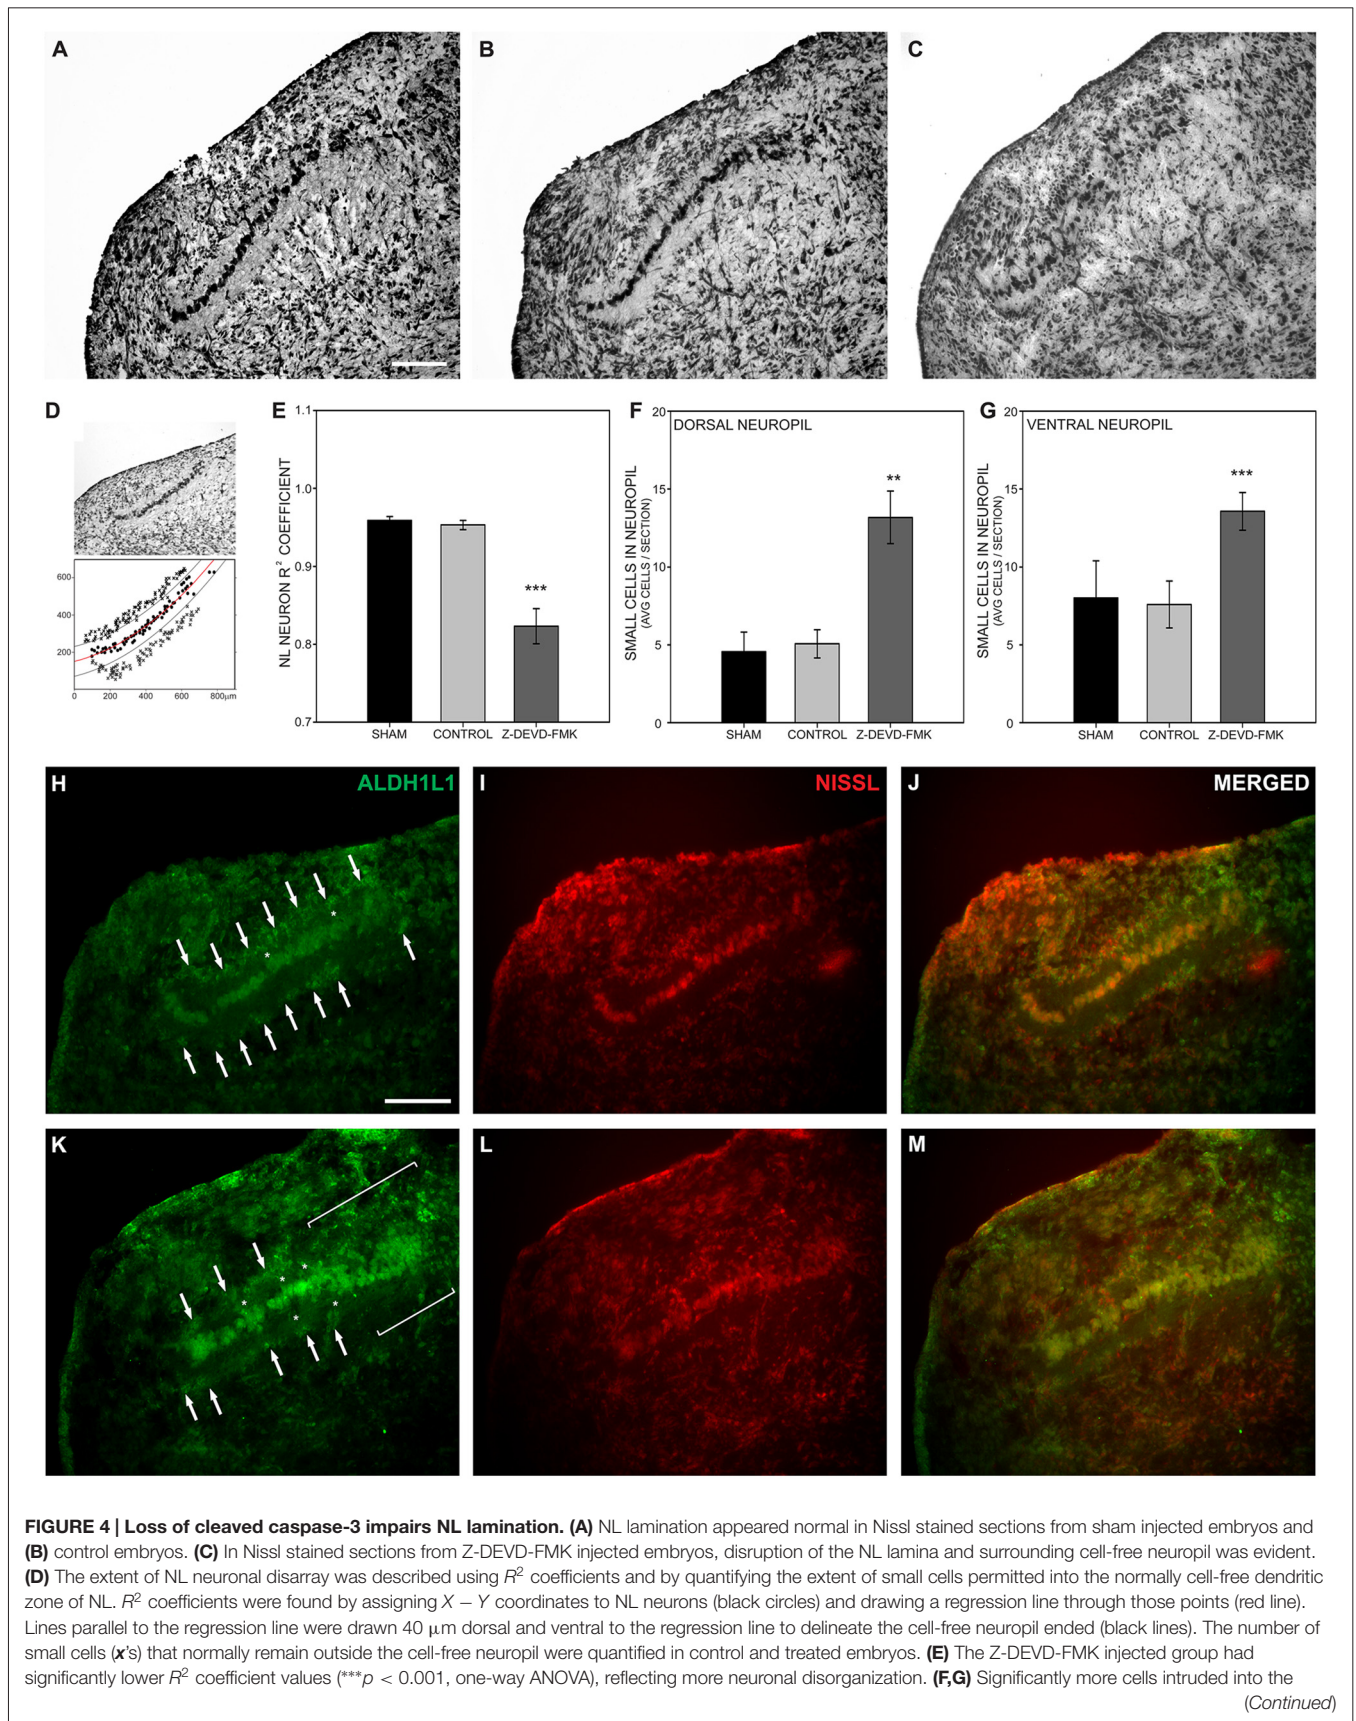 A
B
C
D
600
400
200
0
200
400
600
800μm
E
1.1
1.0
0.9
0.8
0.7
NL NEURON R² COEFFICIENT
***
SHAM
CONTROL
Z-DEVD-FMK
F
20
15
10
5
0
DORSAL NEUROPIL
SMALL CELLS IN NEUROPIL
(AVG CELLS / SECTION)
**
SHAM
CONTROL
Z-DEVD-FMK
G
20
15
10
5
0
VENTRAL NEUROPIL
SMALL CELLS IN NEUROPIL
(AVG CELLS / SECTION)
***
SHAM
CONTROL
Z-DEVD-FMK
H
ALDH1L1
I
NISSL
J
MERGED
K
L
M
FIGURE 4 | Loss of cleaved caspase-3 impairs NL lamination. (A) NL lamination appeared normal in Nissl stained sections from sham injected embryos and
(B) control embryos. (C) In Nissl stained sections from Z-DEVD-FMK injected embryos, disruption of the NL lamina and surrounding cell-free neuropil was evident.
(D) The extent of NL neuronal disarray was described using R² coefficients and by quantifying the extent of small cells permitted into the normally cell-free dendritic
zone of NL. R² coefficients were found by assigning X – Y coordinates to NL neurons (black circles) and drawing a regression line through those points (red line).
Lines parallel to the regression line were drawn 40 μm dorsal and ventral to the regression line to delineate the cell-free neuropil ended (black lines). The number of
small cells (x's) that normally remain outside the cell-free neuropil were quantified in control and treated embryos. (E) The Z-DEVD-FMK injected group had
significantly lower R² coefficient values (***p < 0.001, one-way ANOVA), reflecting more neuronal disorganization. (F,G) Significantly more cells intruded into the
(Continued)